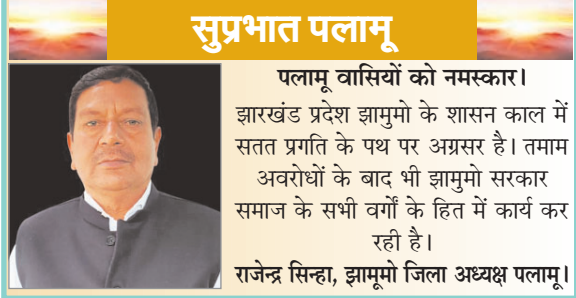 सुप्रभात पलामू
पलामू वासियों को नमस्कार।
झारखंड प्रदेश झामुमो के शासन काल में
सतत प्रगति के पथ पर अग्रसर है। तमाम
अवरोधों के बाद भी झामुमो सरकार
समाज के सभी वर्गों के हित में कार्य कर
रही है।
राजेन्द्र सिन्हा, झामूमो जिला अध्यक्ष पलामू।